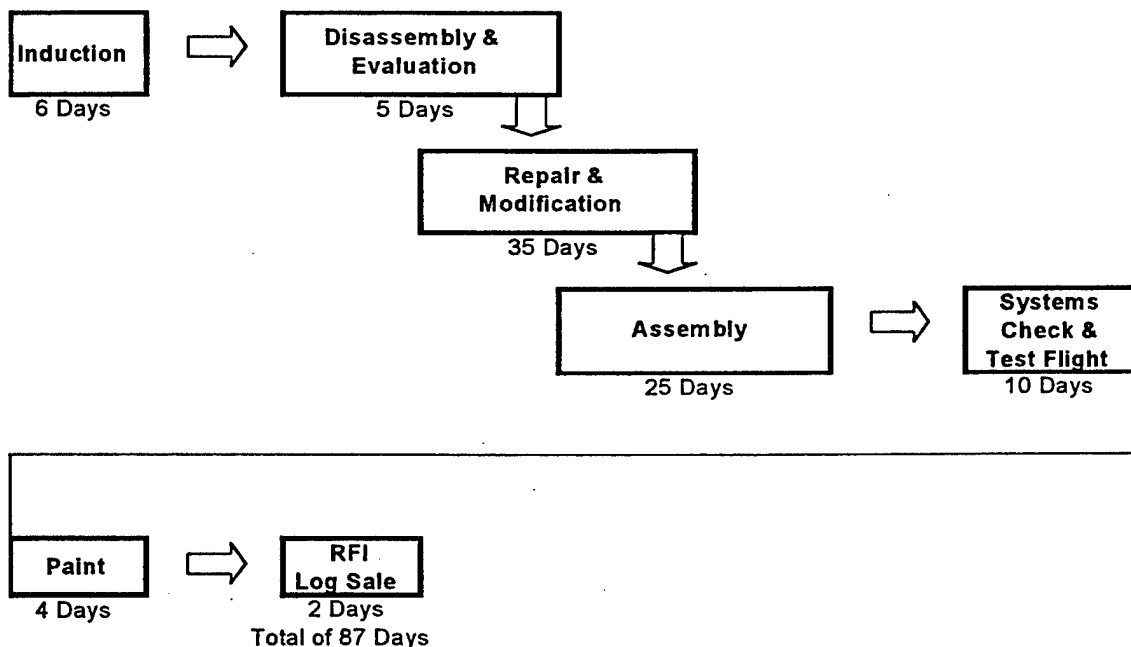 Induction
6 Days
Disassembly &
Evaluation
5 Days
Repair &
Modification
35 Days
Assembly
25 Days
Systems
Check &
Test Flight
10 Days
Paint
4 Days
RFI
Log Sale
2 Days
Total of 87 Days